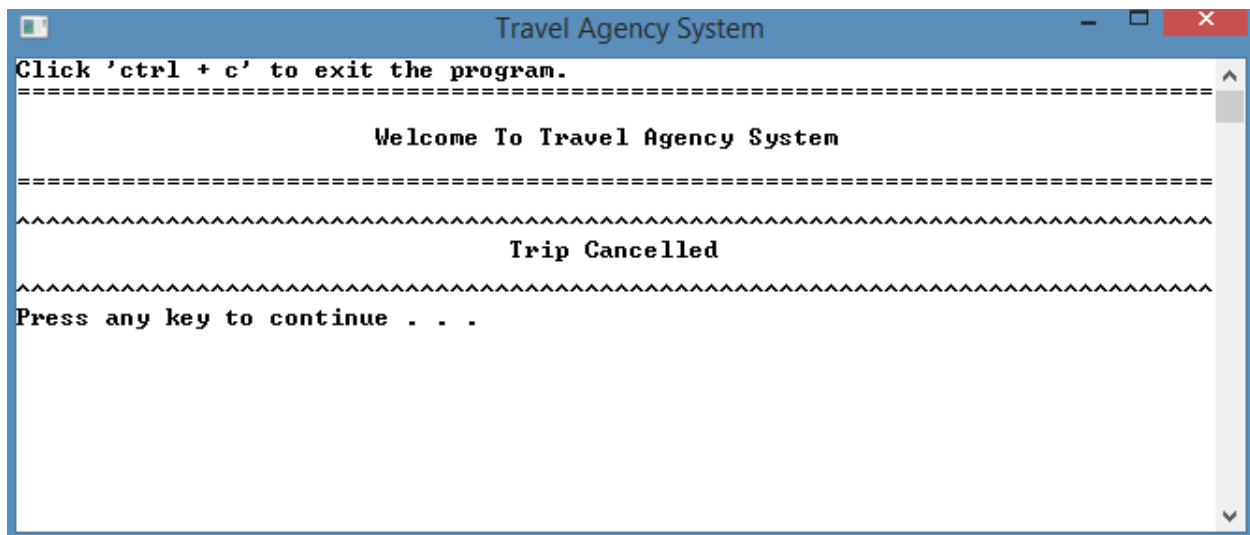 Travel Agency System
Click 'ctrl + c' to exit the program.
================================================================================
Welcome To Travel Agency System
================================================================================
^^^^^^^^^^^^^^^^^^^^^^^^^^^^^^^^^^^^^^^^^^^^^^^^^^^^^^^^^^^^^^^^^^^^^^^^^^^^^^^^
Trip Cancelled
^^^^^^^^^^^^^^^^^^^^^^^^^^^^^^^^^^^^^^^^^^^^^^^^^^^^^^^^^^^^^^^^^^^^^^^^^^^^^^^^
Press any key to continue . . .